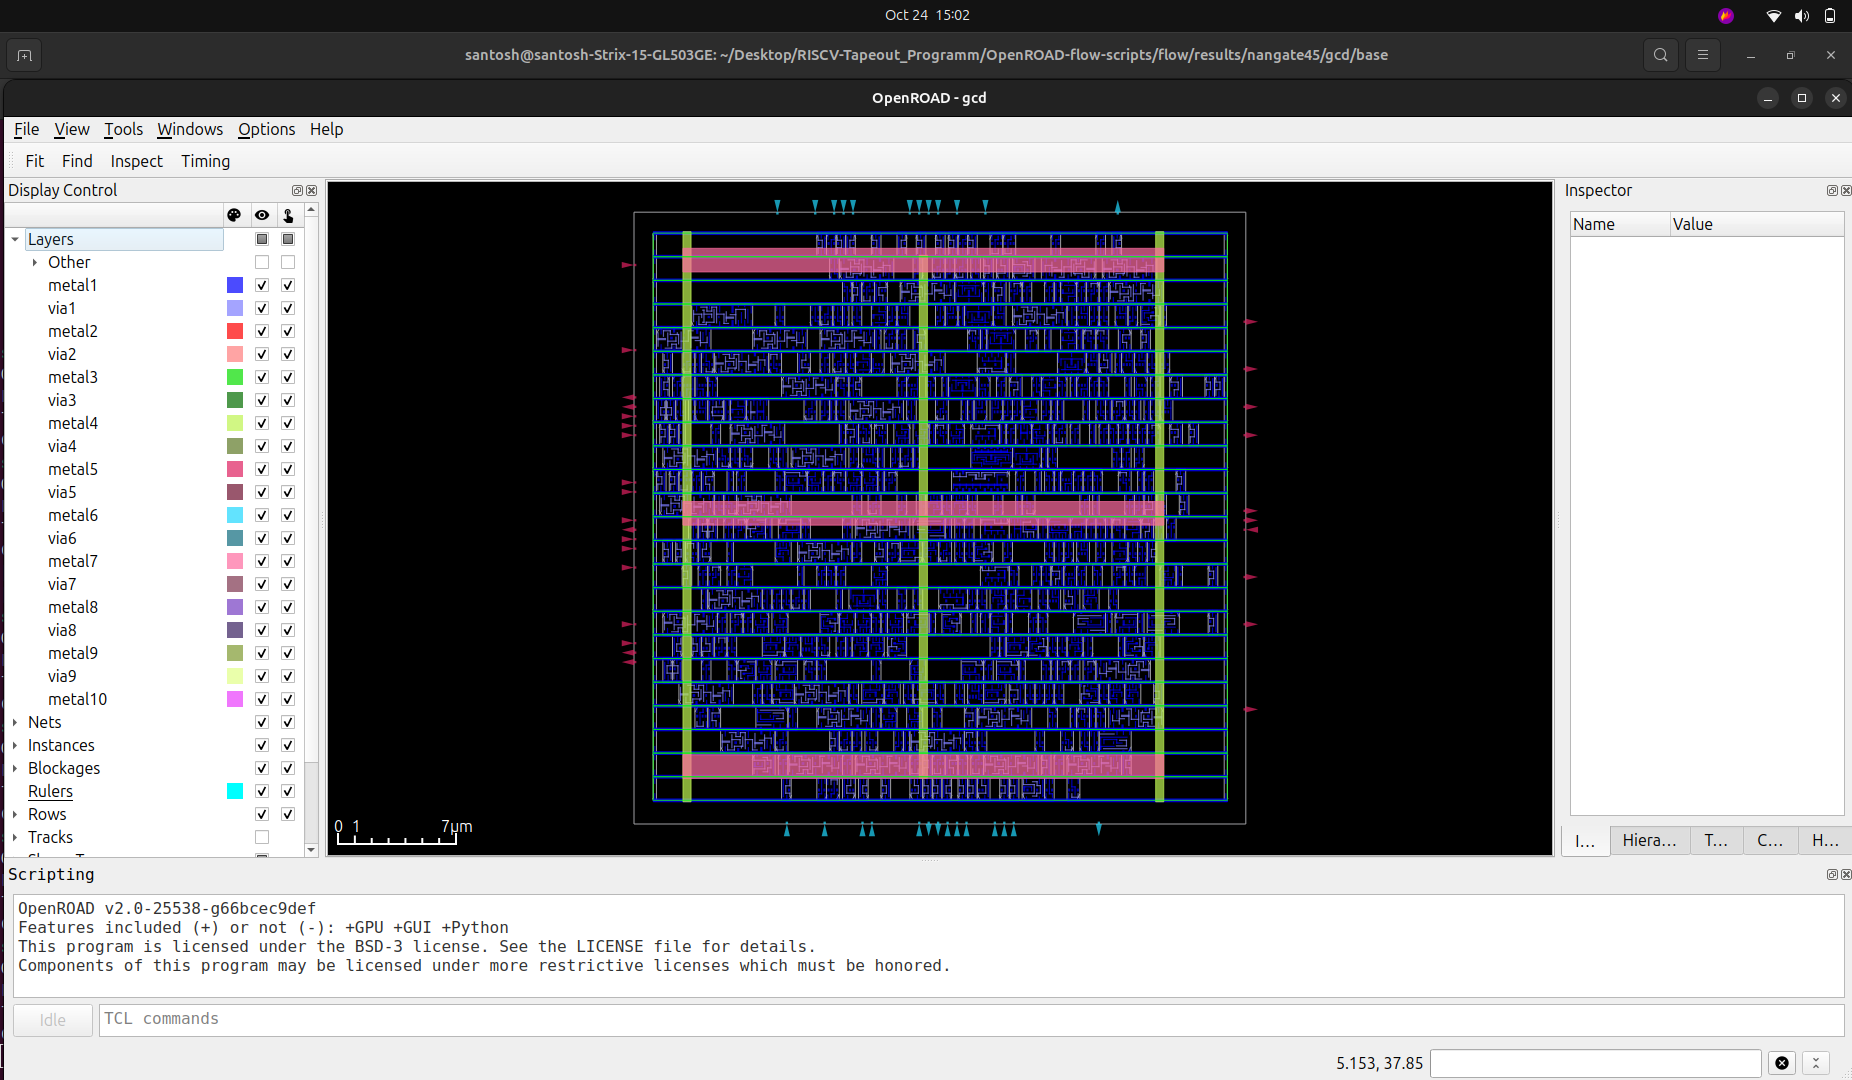 Oct 24 15:02
santosh@santosh-Strix-15-GL503GE: ~/Desktop/RISCV-Tapeout_Programm/OpenROAD-flow-scripts/flow/results/nangate45/gcd/base
OpenROAD - gcd
File View Tools Windows Options Help
Fit Find Inspect Timing
Display Control
Layers
Other
metal1
via1
metal2
via2
metal3
via3
metal4
via4
metal5
via5
metal6
via6
metal7
via7
metal8
via8
metal9
via9
metal10
Nets
Instances
Blockages
Rulers
Rows
Tracks
0 1 7μm
Inspector
Name Value
I... Hiera... T... C... H...
Scripting
OpenROAD v2.0-25538-g66bcec9def
Features included (+) or not (-): +GPU +GUI +Python
This program is licensed under the BSD-3 license. See the LICENSE file for details.
Components of this program may be licensed under more restrictive licenses which must be honored.
Idle TCL commands
5.153, 37.85